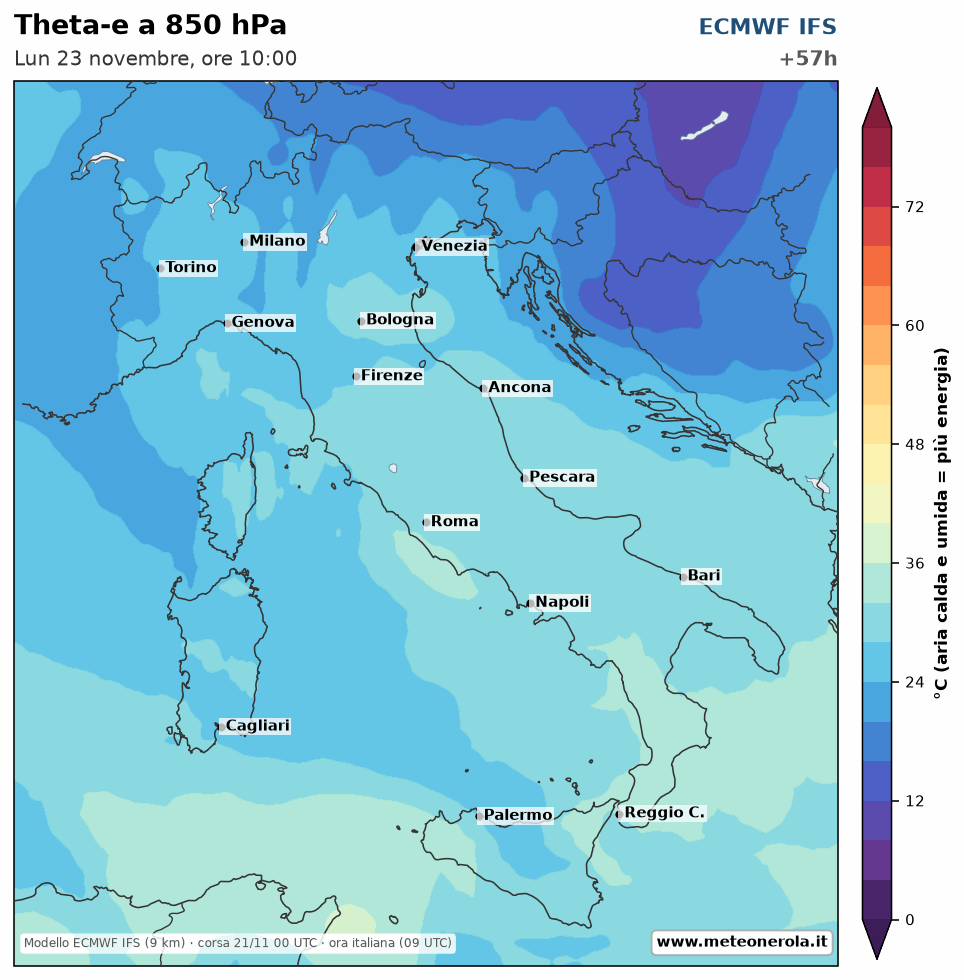 Theta-e a 850 hPa
ECMWF IFS
Lun 23 novembre, ore 10:00
+57h
Milano
Venezia
Torino
Genova
Bologna
Firenze
Ancona
Pescara
Roma
Bari
Napoli
Cagliari
Palermo
Reggio C.
72
60
48
36
24
12
0
°C (aria calda e umida = più energia)
Modello ECMWF IFS (9 km) · corsa 21/11 00 UTC · ora italiana (09 UTC)
www.meteonerola.it